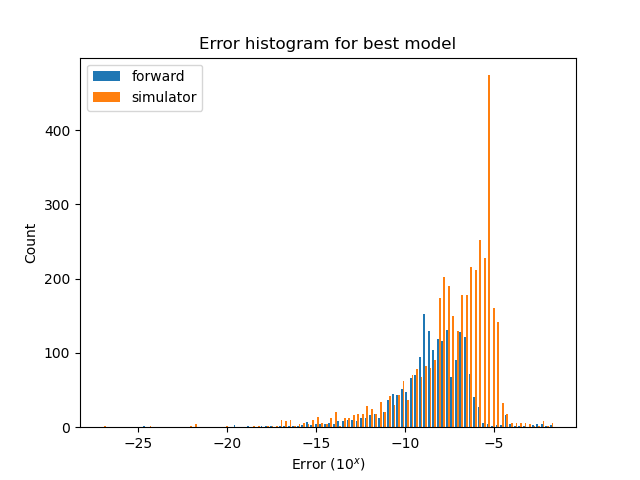 Error histogram for best model
forward
simulator
400
300
200
100
0
Count
−25 −20 −15 −10 −5
Error (10^x)